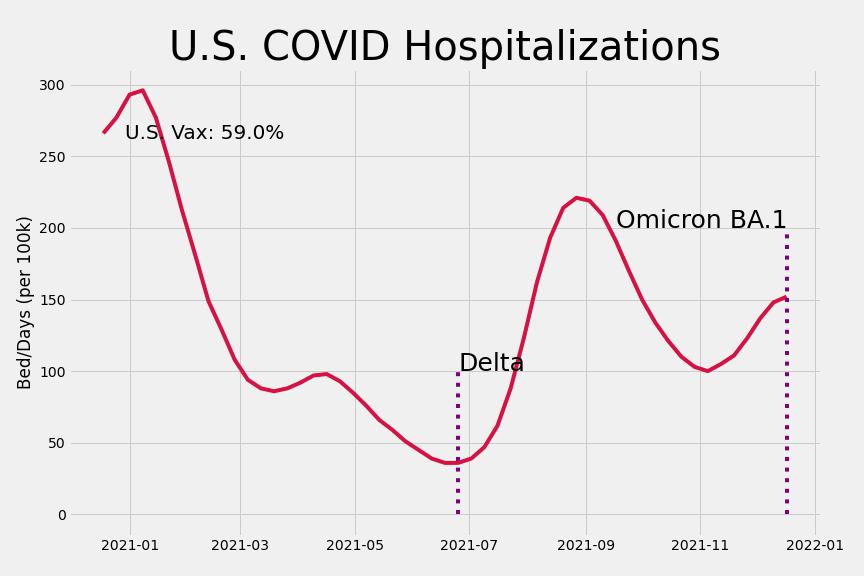 U.S. COVID Hospitalizations
Bed/Days (per 100k)
300
250
200
150
100
50
0
U.S. Vax: 59.0%
Omicron BA.1
Delta
2021-01
2021-03
2021-05
2021-07
2021-09
2021-11
2022-01